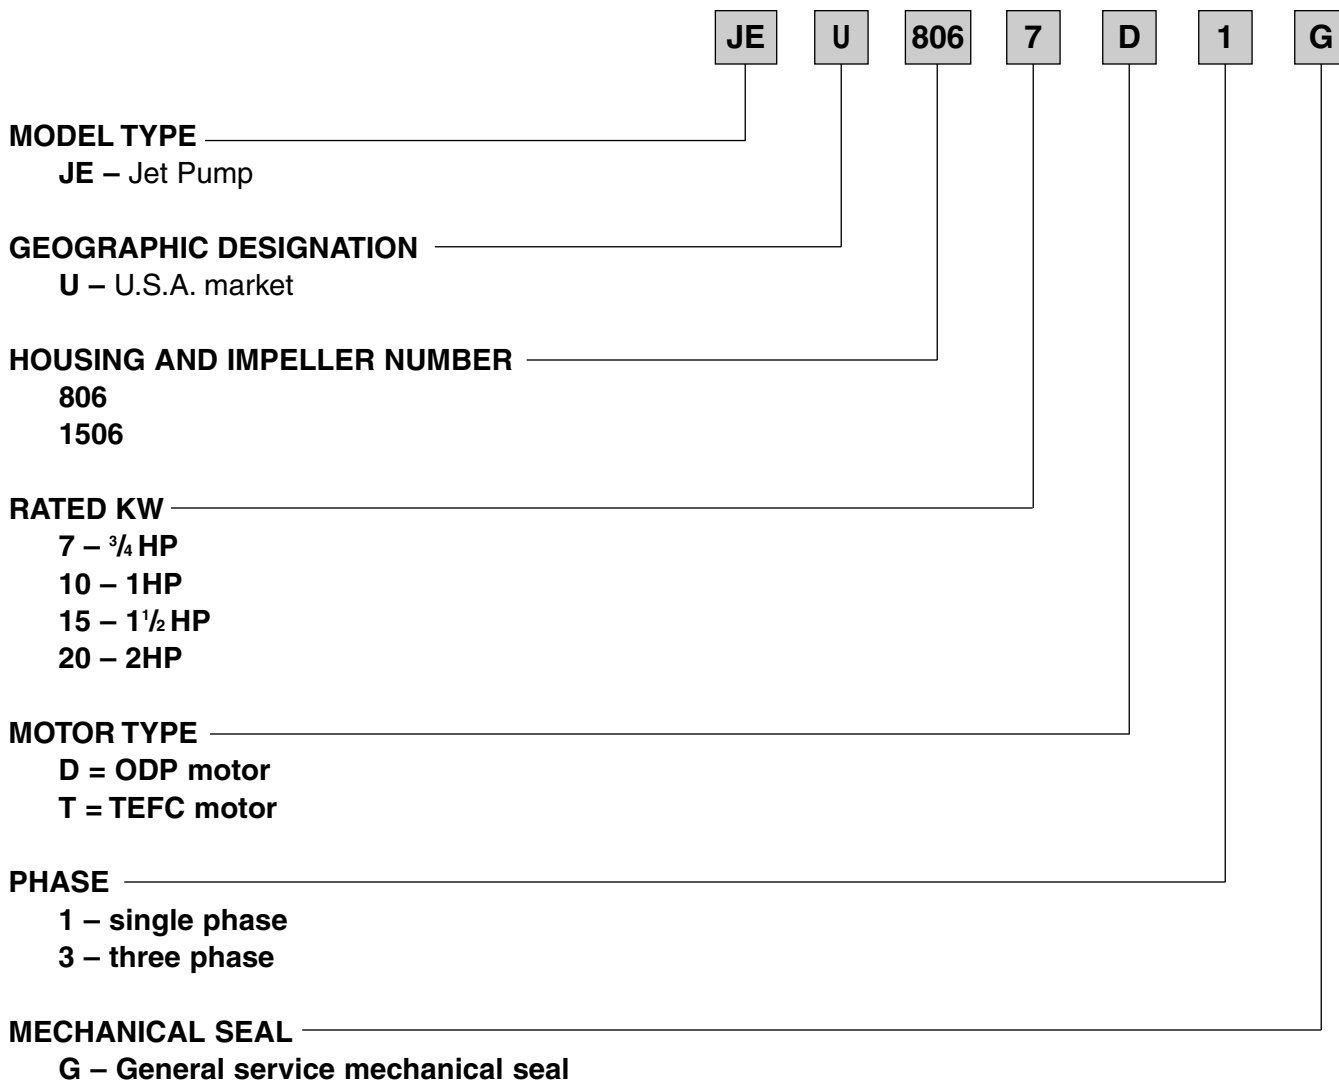 JE U 806 7 D 1 G
MODEL TYPE
JE – Jet Pump
GEOGRAPHIC DESIGNATION
U – U.S.A. market
HOUSING AND IMPELLER NUMBER
806
1506
RATED KW
7 – 3/4 HP
10 – 1HP
15 – 1 1/2 HP
20 – 2HP
MOTOR TYPE
D = ODP motor
T = TEFC motor
PHASE
1 – single phase
3 – three phase
MECHANICAL SEAL
G – General service mechanical seal